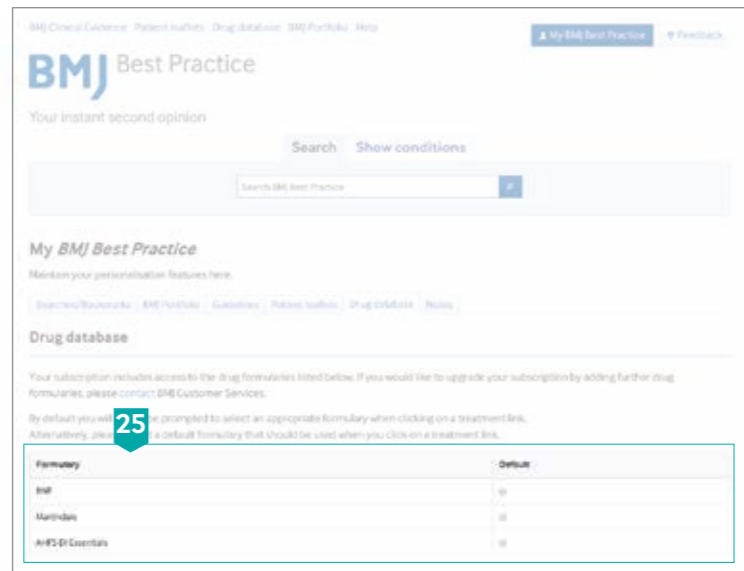 BMJ Clinical Evidence Patient leaflets Drug database BMJ Portfolio Help
My BMJ Best Practice Feedback
BMJ Best Practice
Your instant second opinion
Search Show conditions
Search BMJ Best Practice
My BMJ Best Practice
Maintain your personalisation features here.
Searches/Bookmarks BMJ Portfolio Guidelines Patient leaflets Drug database Notes
Drug database
Your subscription includes access to the drug formularies listed below. If you would like to upgrade your subscription by adding further drug
formularies, please contact BMJ Customer Services.
By default you will be prompted to select an appropriate formulary when clicking on a treatment link.
Alternatively, a default formulary that should be used when you click on a treatment link.
25
Formulary Default
BNF
Martindale
AHFS DI Essentials